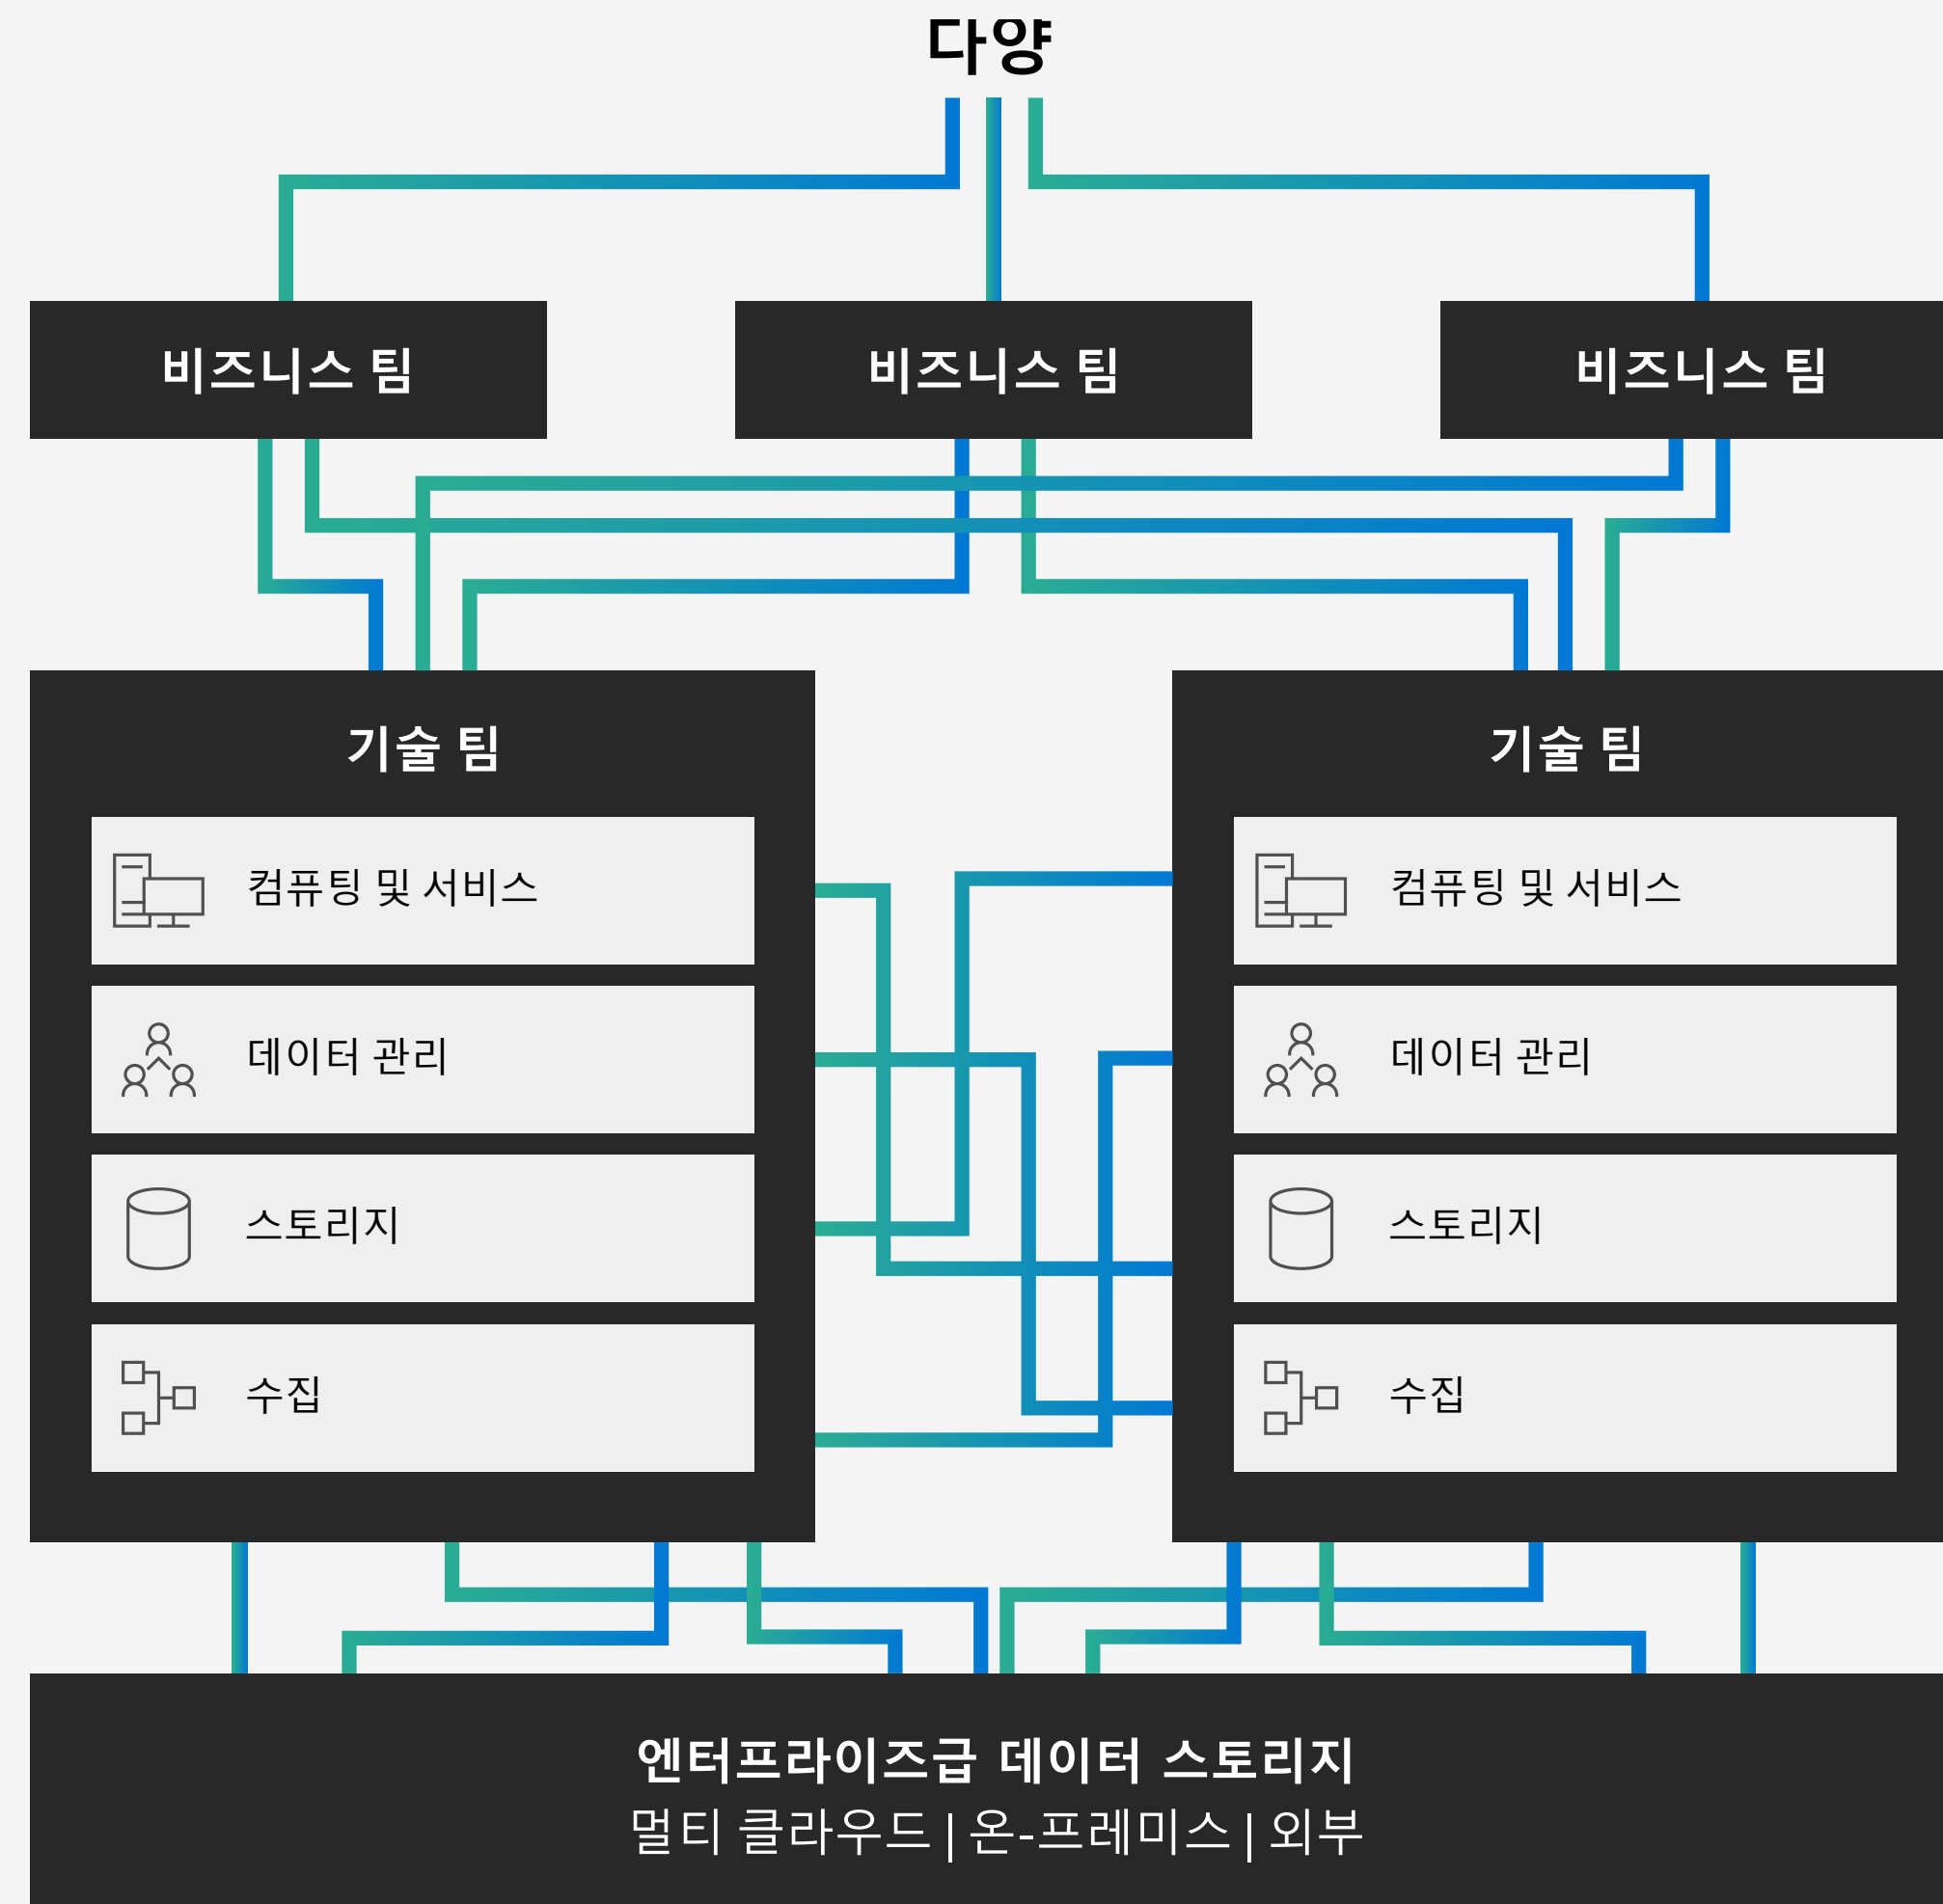 다양
비즈니스 팀
비즈니스 팀
비즈니스 팀
기술 팀
컴퓨팅 및 서비스
데이터 관리
스토리지
수집
기술 팀
컴퓨팅 및 서비스
데이터 관리
스토리지
수집
엔터프라이즈급 데이터 스토리지
멀티 클라우드 | 온-프레미스 | 외부